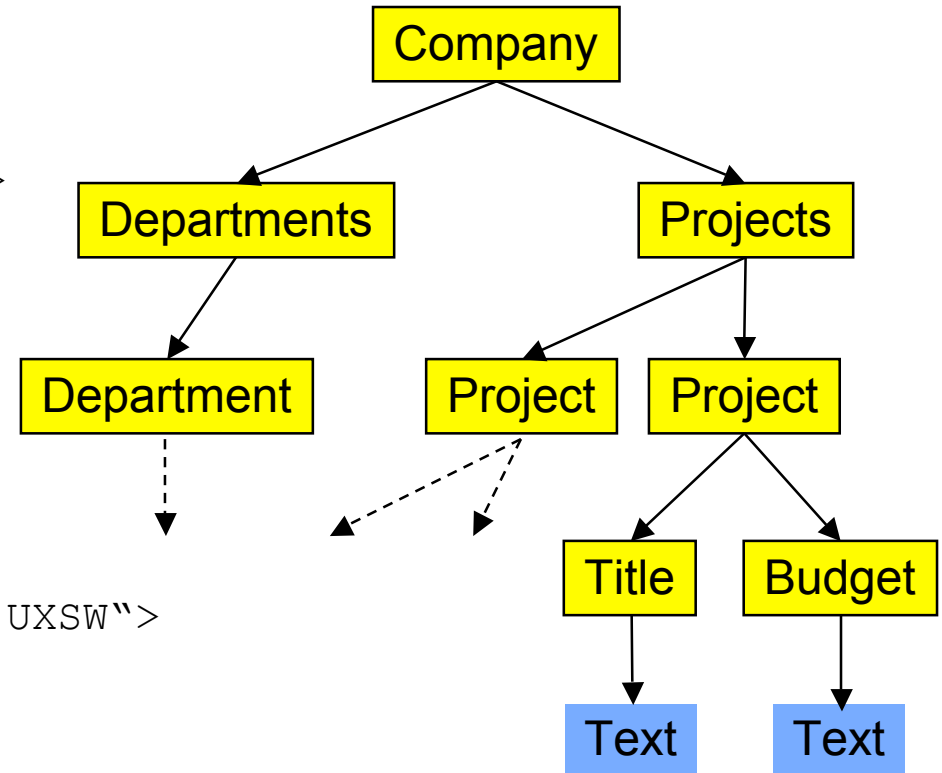 Company
>
Departments
Projects
Department
Project
Project
Title
Budget
UXSW‟>
Text
Text